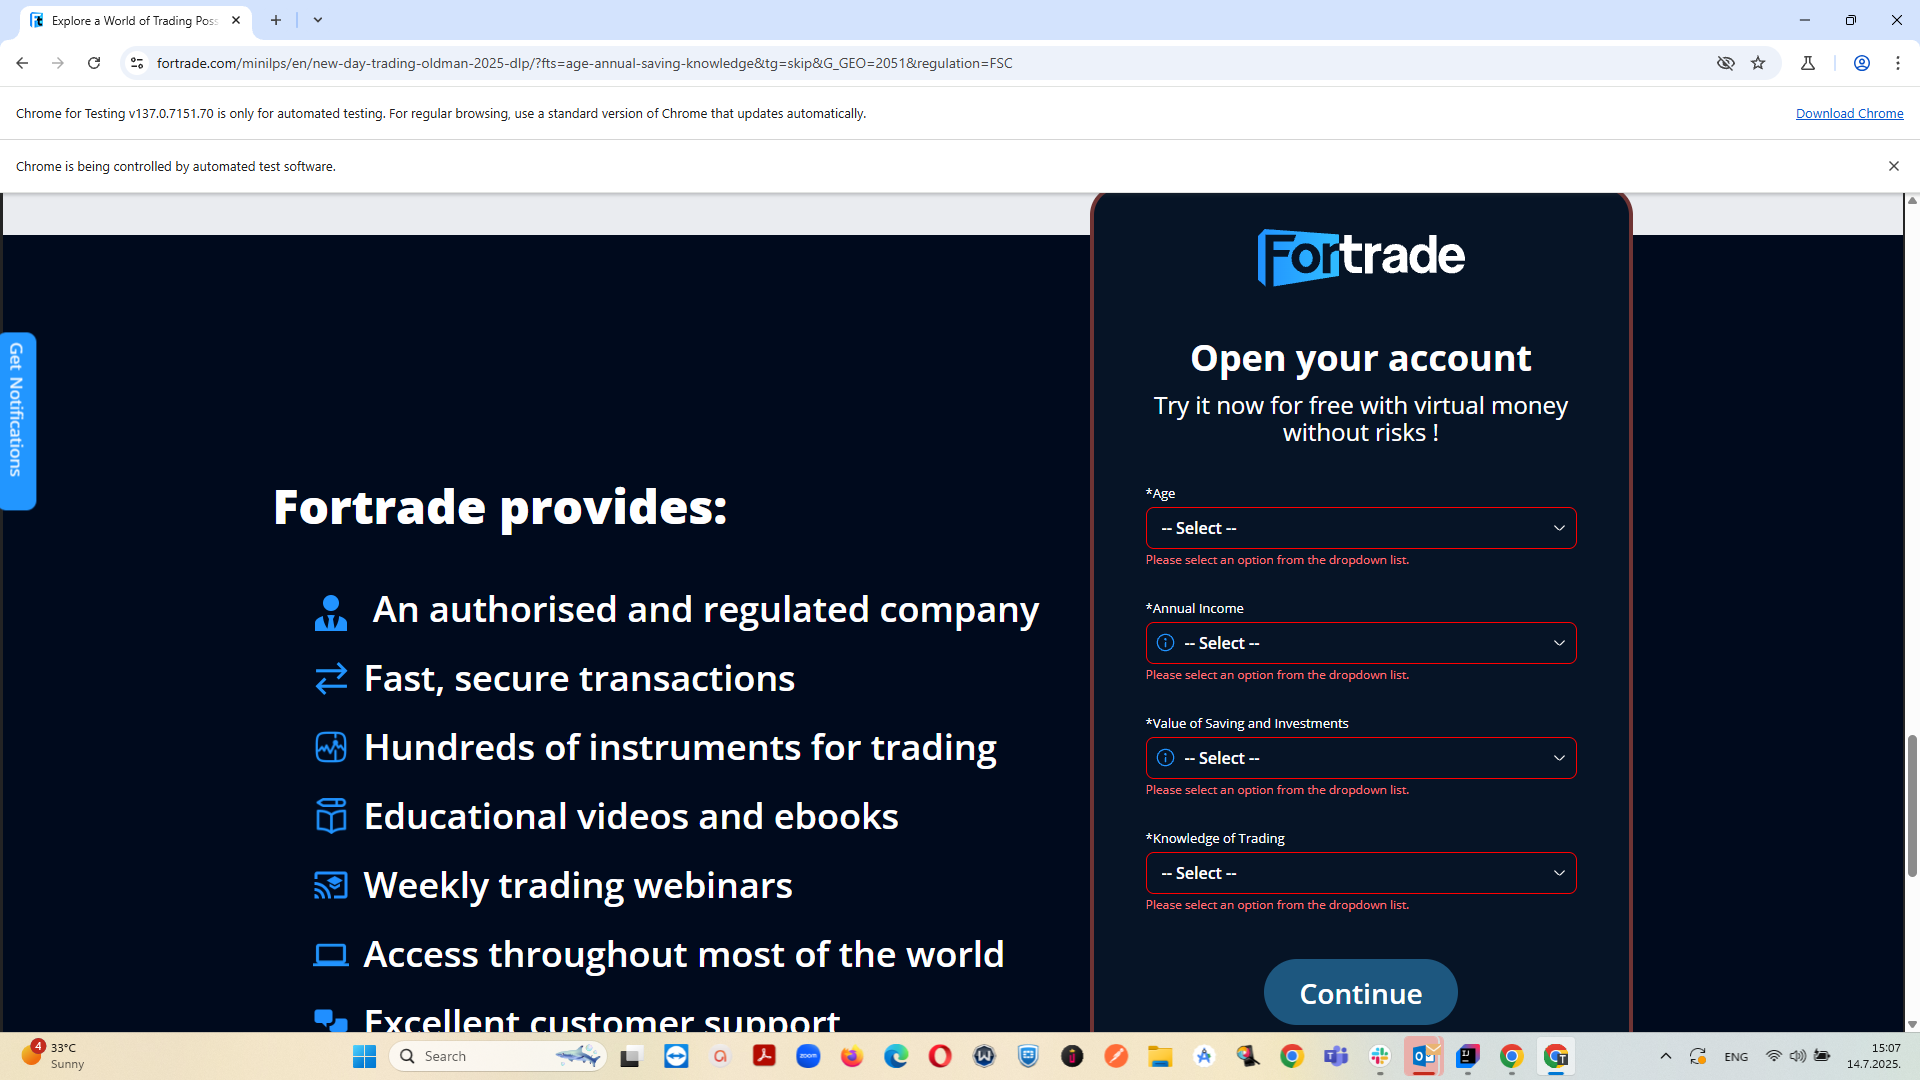 Explore a World of Trading Poss
fortrade.com/minilps/en/new-day-trading-oldman-2025-dlp/?fts=age-annual-saving-knowledge&tg=skip&G_GEO=2051&regulation=FSC
Chrome for Testing v137.0.7151.70 is only for automated testing. For regular browsing, use a standard version of Chrome that updates automatically.
Download Chrome
Chrome is being controlled by automated test software.
Get Notifications
Fortrade provides:
An authorised and regulated company
Fast, secure transactions
Hundreds of instruments for trading
Educational videos and ebooks
Weekly trading webinars
Access throughout most of the world
Excellent customer support
Fortrade
Open your account
Try it now for free with virtual money
without risks !
*Age
-- Select --
Please select an option from the dropdown list.
*Annual Income
-- Select --
Please select an option from the dropdown list.
*Value of Saving and Investments
-- Select --
Please select an option from the dropdown list.
*Knowledge of Trading
-- Select --
Please select an option from the dropdown list.
Continue
4
33°C
Sunny
Search
zoom
ENG
15:07
14.7.2025.